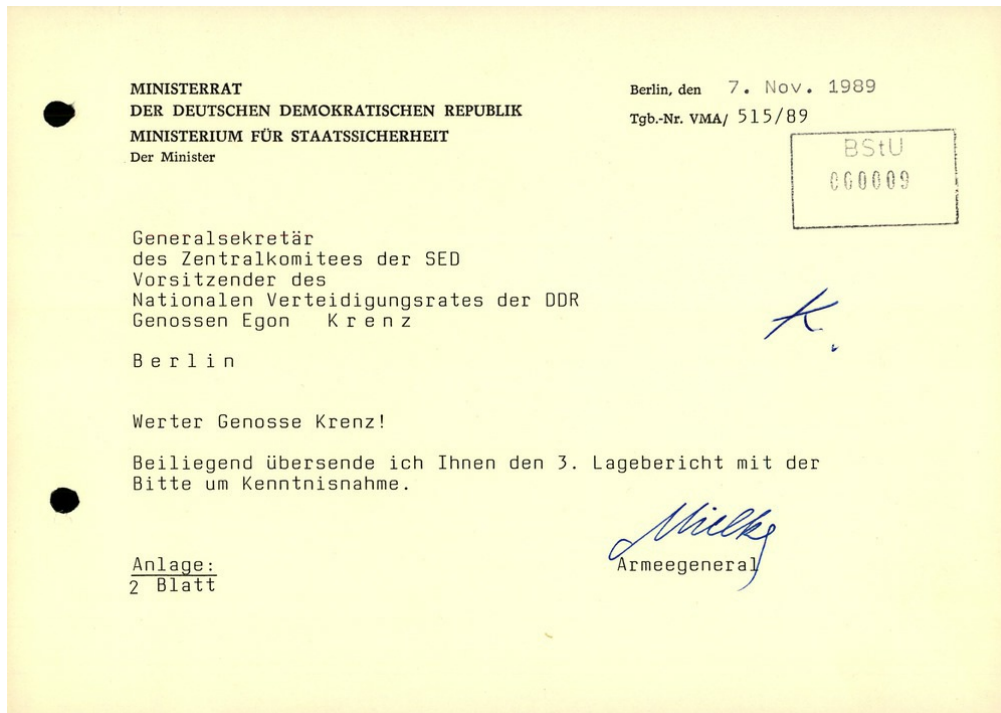 MINISTERRAT
DER DEUTSCHEN DEMOKRATISCHEN REPUBLIK
MINISTERIUM FÜR STAATSSICHERHEIT
Der Minister
Berlin, den 7. Nov. 1989
Tgb.-Nr. VMA/ 515/89
BStU
000009
Generalsekretär
des Zentralkomitees der SED
Vorsitzender des
Nationalen Verteidigungsrates der DDR
Genossen Egon K r e n z
K.
B e r l i n
Werter Genosse Krenz!
Beiliegend übersende ich Ihnen den 3. Lagebericht mit der
Bitte um Kenntnisnahme.
Mielke
Armeegeneral
Anlage:
2 Blatt